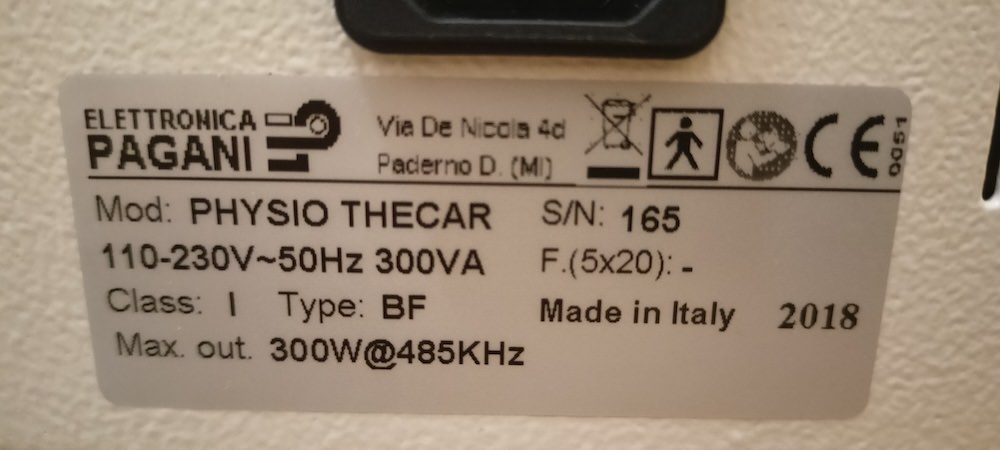 ELETTRONICA
PAGANI
Via De Nicola 4d
Paderno D. (MI)
CE 0051
Mod: PHYSIO THECAR S/N: 165
110-230V~50Hz 300VA F.(5x20): -
Class: I Type: BF Made in Italy 2018
Max. out. 300W@485KHz